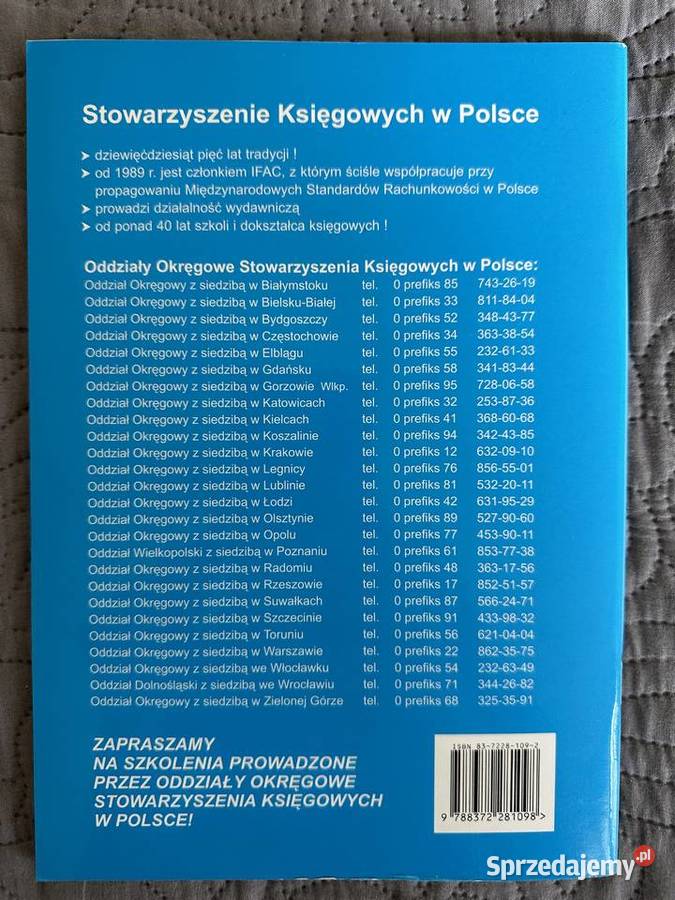 Stowarzyszenie Księgowych w Polsce
➤ dziewięćdziesiąt pięć lat tradycji !
➤ od 1989 r. jest członkiem IFAC, z którym ściśle współpracuje przy
propagowaniu Międzynarodowych Standardów Rachunkowości w Polsce
➤ prowadzi działalność wydawniczą
➤ od ponad 40 lat szkoli i dokształca księgowych !
Oddziały Okręgowe Stowarzyszenia Księgowych w Polsce:
Oddział Okręgowy z siedzibą w Białymstoku tel. 0 prefiks 85 743-26-19
Oddział Okręgowy z siedzibą w Bielsku-Białej tel. 0 prefiks 33 811-84-04
Oddział Okręgowy z siedzibą w Bydgoszczy tel. 0 prefiks 52 348-43-77
Oddział Okręgowy z siedzibą w Częstochowie tel. 0 prefiks 34 363-38-54
Oddział Okręgowy z siedzibą w Elblągu tel. 0 prefiks 55 232-61-33
Oddział Okręgowy z siedzibą w Gdańsku tel. 0 prefiks 58 341-83-44
Oddział Okręgowy z siedzibą w Gorzowie Wlkp. tel. 0 prefiks 95 728-06-58
Oddział Okręgowy z siedzibą w Katowicach tel. 0 prefiks 32 253-87-36
Oddział Okręgowy z siedzibą w Kielcach tel. 0 prefiks 41 368-60-68
Oddział Okręgowy z siedzibą w Koszalinie tel. 0 prefiks 94 342-43-85
Oddział Okręgowy z siedzibą w Krakowie tel. 0 prefiks 12 632-09-10
Oddział Okręgowy z siedzibą w Legnicy tel. 0 prefiks 76 856-55-01
Oddział Okręgowy z siedzibą w Lublinie tel. 0 prefiks 81 532-20-11
Oddział Okręgowy z siedzibą w Łodzi tel. 0 prefiks 42 631-95-29
Oddział Okręgowy z siedzibą w Olsztynie tel. 0 prefiks 89 527-90-60
Oddział Okręgowy z siedzibą w Opolu tel. 0 prefiks 77 453-90-11
Oddział Wielkopolski z siedzibą w Poznaniu tel. 0 prefiks 61 853-77-38
Oddział Okręgowy z siedzibą w Radomiu tel. 0 prefiks 48 363-17-56
Oddział Okręgowy z siedzibą w Rzeszowie tel. 0 prefiks 17 852-51-57
Oddział Okręgowy z siedzibą w Suwałkach tel. 0 prefiks 87 566-24-71
Oddział Okręgowy z siedzibą w Szczecinie tel. 0 prefiks 91 433-98-32
Oddział Okręgowy z siedzibą w Toruniu tel. 0 prefiks 56 621-04-04
Oddział Okręgowy z siedzibą w Warszawie tel. 0 prefiks 22 862-35-75
Oddział Okręgowy z siedzibą we Włocławku tel. 0 prefiks 54 232-63-49
Oddział Dolnośląski z siedzibą we Wrocławiu tel. 0 prefiks 71 344-26-82
Oddział Okręgowy z siedzibą w Zielonej Górze tel. 0 prefiks 68 325-35-91
ZAPRASZAMY
NA SZKOLENIA PROWADZONE
PRZEZ ODDZIAŁY OKRĘGOWE
STOWARZYSZENIA KSIĘGOWYCH
W POLSCE!
ISBN 83-7228-109-2
9 788372 281098 >
Sprzedajemy.pl